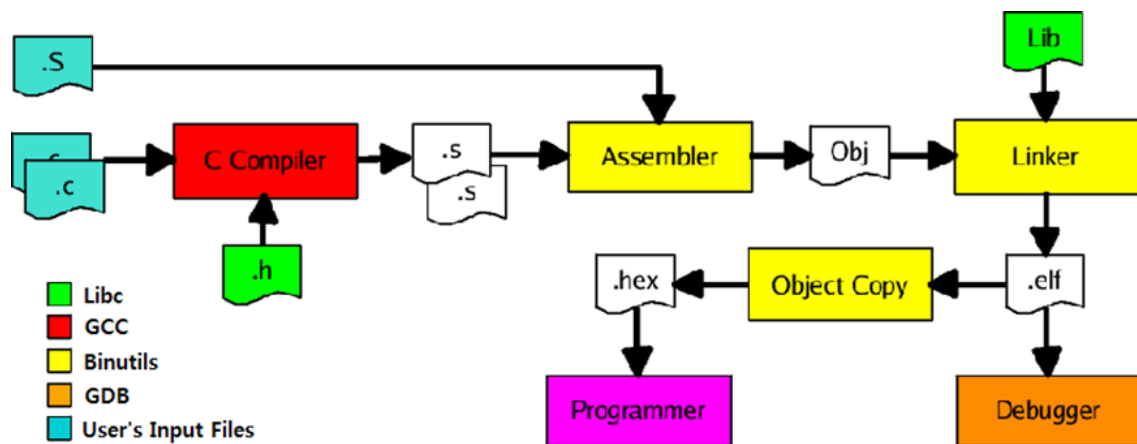 .S
Lib
C Compiler
.s
Assembler
Obj
Linker
.c
.s
.h
.hex
Object Copy
.elf
Libc
GCC
Binutils
GDB
User's Input Files
Programmer
Debugger